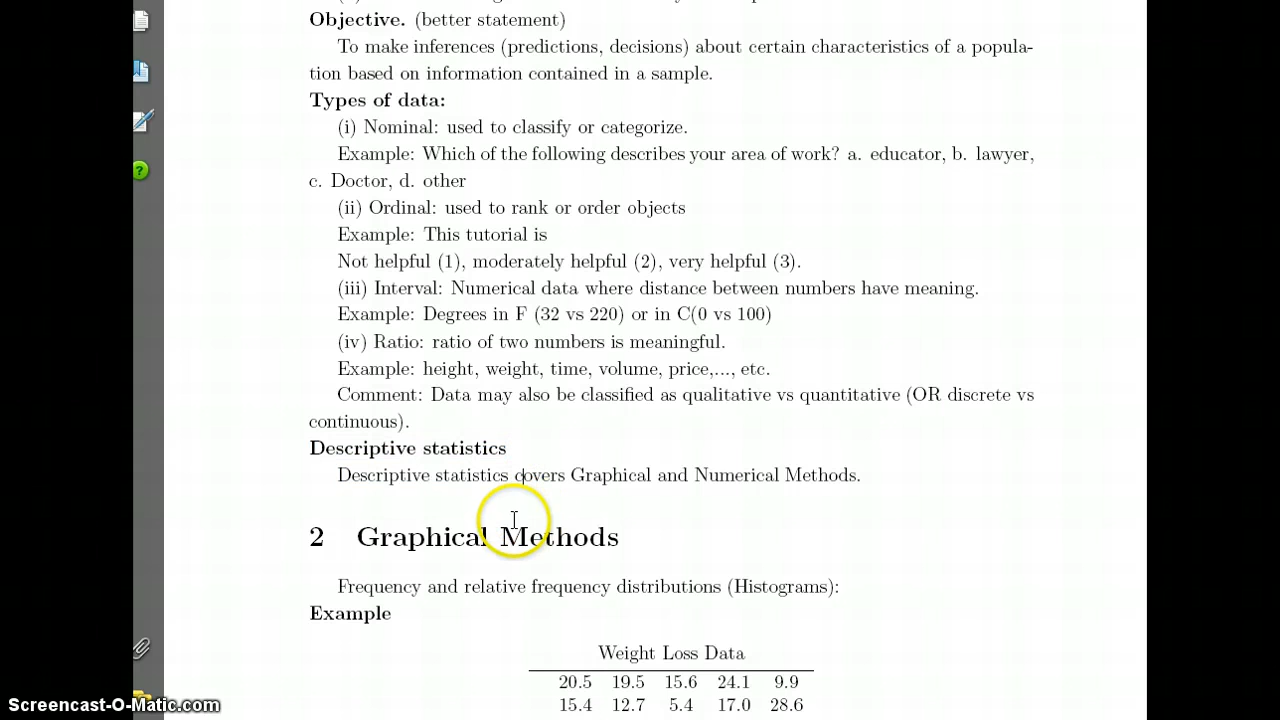 Objective. (better statement)
To make inferences (predictions, decisions) about certain characteristics of a popula-
tion based on information contained in a sample.
Types of data:
(i) Nominal: used to classify or categorize.
Example: Which of the following describes your area of work? a. educator, b. lawyer,
c. Doctor, d. other
(ii) Ordinal: used to rank or order objects
Example: This tutorial is
Not helpful (1), moderately helpful (2), very helpful (3).
(iii) Interval: Numerical data where distance between numbers have meaning.
Example: Degrees in F (32 vs 220) or in C(0 vs 100)
(iv) Ratio: ratio of two numbers is meaningful.
Example: height, weight, time, volume, price,..., etc.
Comment: Data may also be classified as qualitative vs quantitative (OR discrete vs
continuous).
Descriptive statistics
Descriptive statistics covers Graphical and Numerical Methods.
2 Graphical Methods
Frequency and relative frequency distributions (Histograms):
Example
Weight Loss Data
20.5 19.5 15.6 24.1 9.9
15.4 12.7 5.4 17.0 28.6
Screencast-O-Matic.com